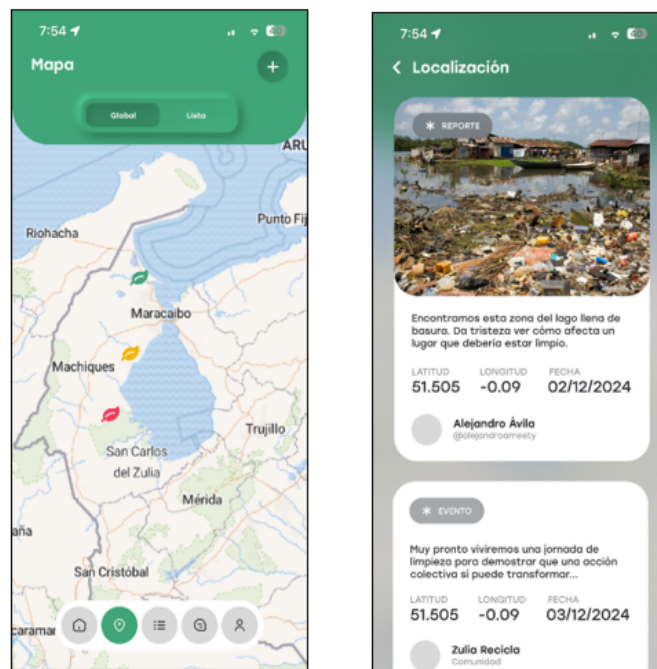 7:54
Mapa
+
Global Lista
ARU
Riohacha
Punto Fij
Maracaibo
Machiques
Trujillo
San Carlos
del Zulia
Mérida
aña
San Cristóbal
caramar
7:54
Localización
REPORTE
Encontramos esta zona del lago llena de
basura. Da tristeza ver cómo afecta un
lugar que debería estar limpio.
LATITUD LONGITUD FECHA
51.505 -0.09 02/12/2024
Alejandro Ávila
@alejandroamesty
EVENTO
Muy pronto viviremos una jornada de
limpieza para demostrar que una acción
colectiva sí puede transformar...
LATITUD LONGITUD FECHA
51.505 -0.09 03/12/2024
Zulia Recicla
Comunidad